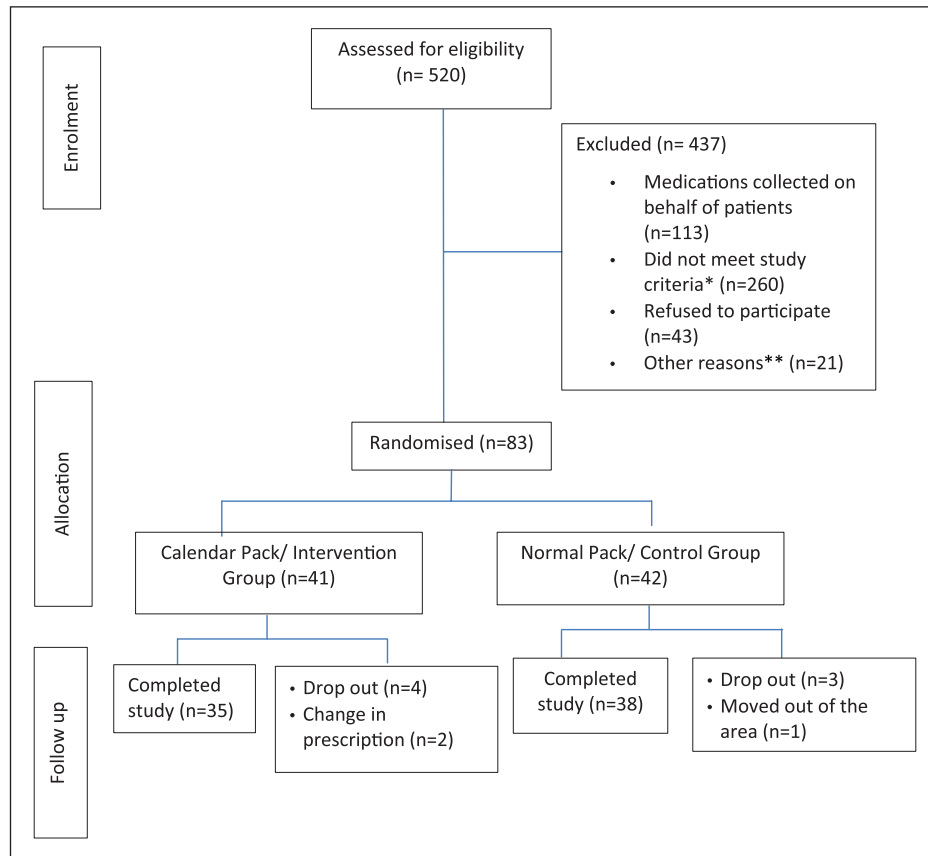 Enrolment
Assessed for eligibility
(n= 520)
Excluded (n= 437)
• Medications collected on
behalf of patients
(n=113)
• Did not meet study
criteria* (n=260)
• Refused to participate
(n=43)
• Other reasons** (n=21)
Allocation
Randomised (n=83)
Calendar Pack/ Intervention
Group (n=41)
Normal Pack/ Control Group
(n=42)
Follow up
Completed
study (n=35)
• Drop out (n=4)
• Change in
prescription (n=2)
Completed
study (n=38)
• Drop out (n=3)
• Moved out of the
area (n=1)